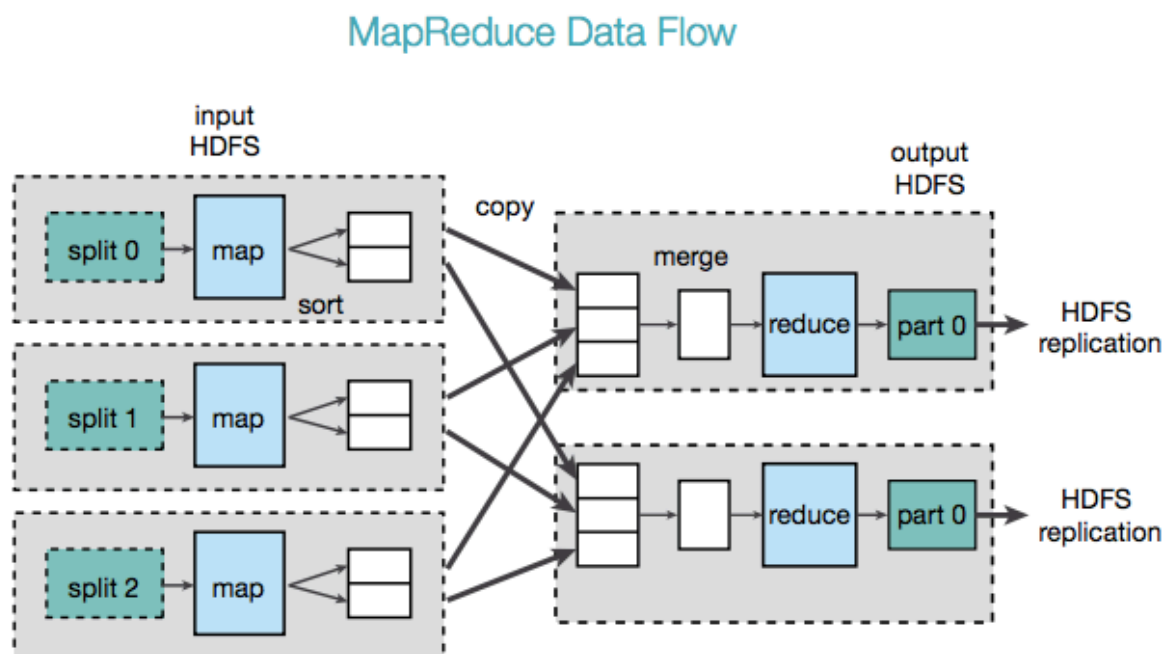 MapReduce Data Flow
input
HDFS
split 0
map
sort
split 1
map
split 2
map
copy
output
HDFS
merge
reduce
part 0
HDFS
replication
reduce
part 0
HDFS
replication